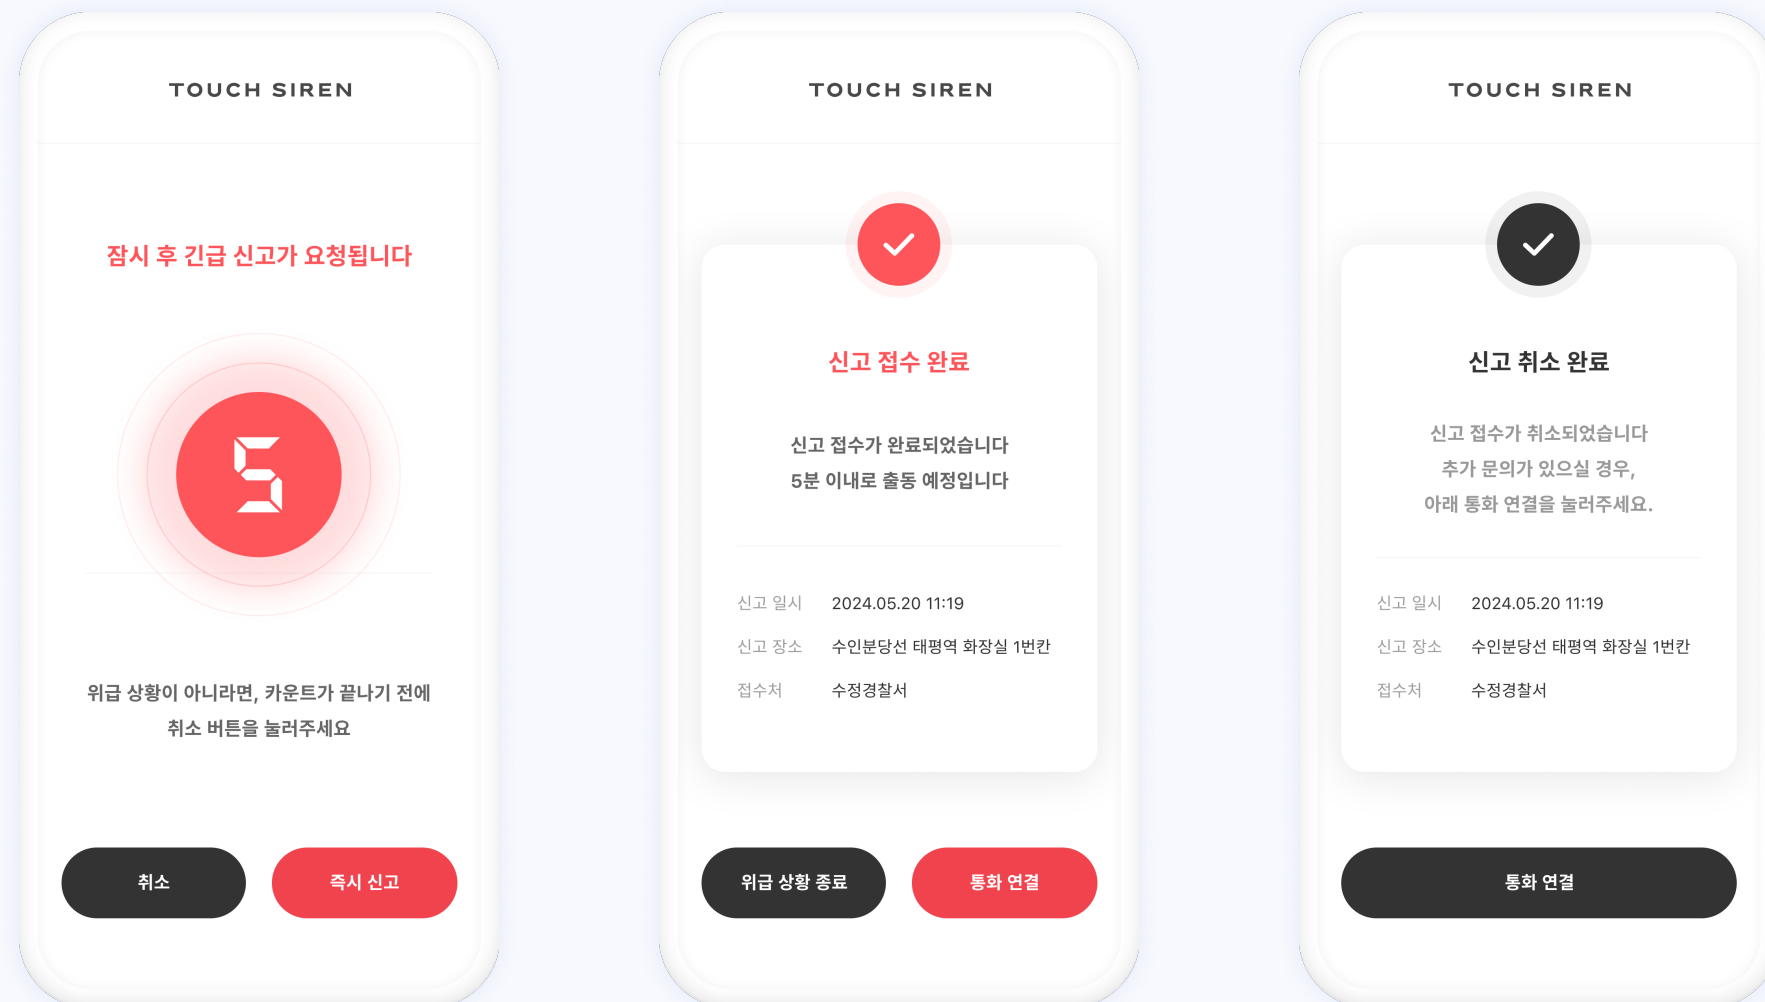 TOUCH SIREN
잠시 후 긴급 신고가 요청됩니다
5
위급 상황이 아니라면, 카운트가 끝나기 전에
취소 버튼을 눌러주세요
취소
즉시 신고
TOUCH SIREN
신고 접수 완료
신고 접수가 완료되었습니다
5분 이내로 출동 예정입니다
신고 일시 2024.05.20 11:19
신고 장소 수인분당선 태평역 화장실 1번칸
접수처 수정경찰서
위급 상황 종료
통화 연결
TOUCH SIREN
신고 취소 완료
신고 접수가 취소되었습니다
추가 문의가 있으실 경우,
아래 통화 연결을 눌러주세요.
신고 일시 2024.05.20 11:19
신고 장소 수인분당선 태평역 화장실 1번칸
접수처 수정경찰서
통화 연결